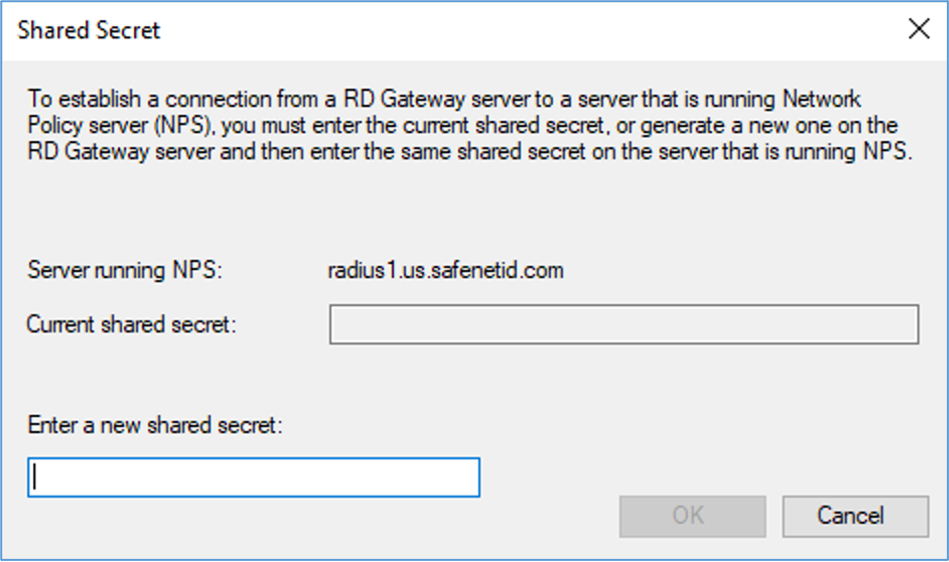 Shared Secret
To establish a connection from a RD Gateway server to a server that is running Network
Policy server (NPS), you must enter the current shared secret, or generate a new one on the
RD Gateway server and then enter the same shared secret on the server that is running NPS.
Server running NPS: radius1.us.safenetid.com
Current shared secret:
Enter a new shared secret:
OK Cancel